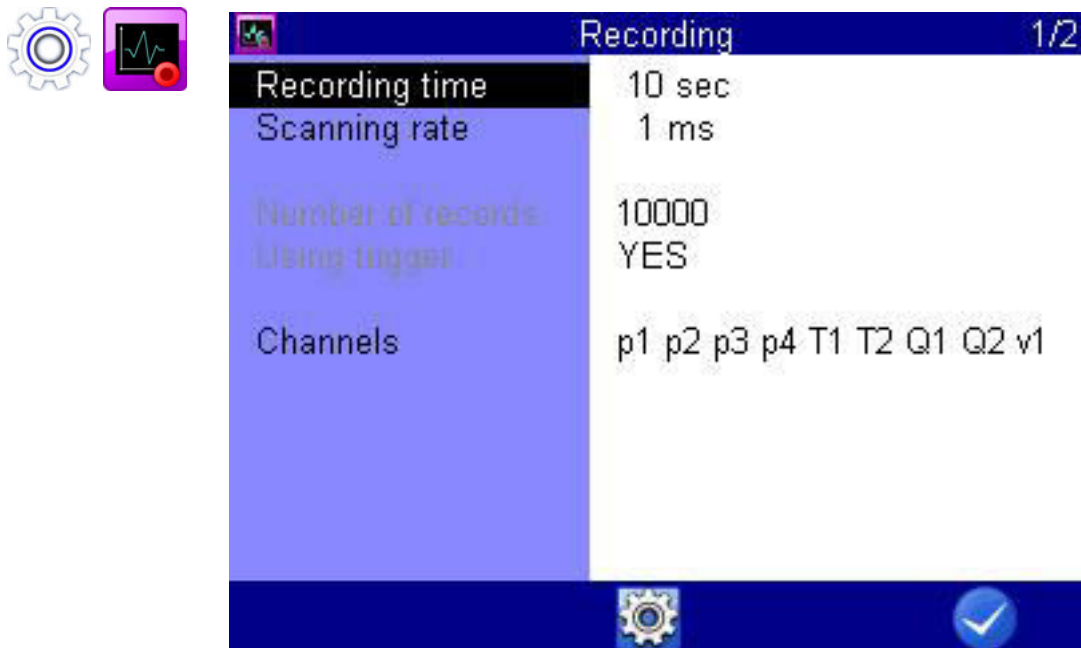 Recording 1/2
Recording time 10 sec
Scanning rate 1 ms
Number of records 10000
Using trigger YES
Channels p1 p2 p3 p4 T1 T2 Q1 Q2 v1